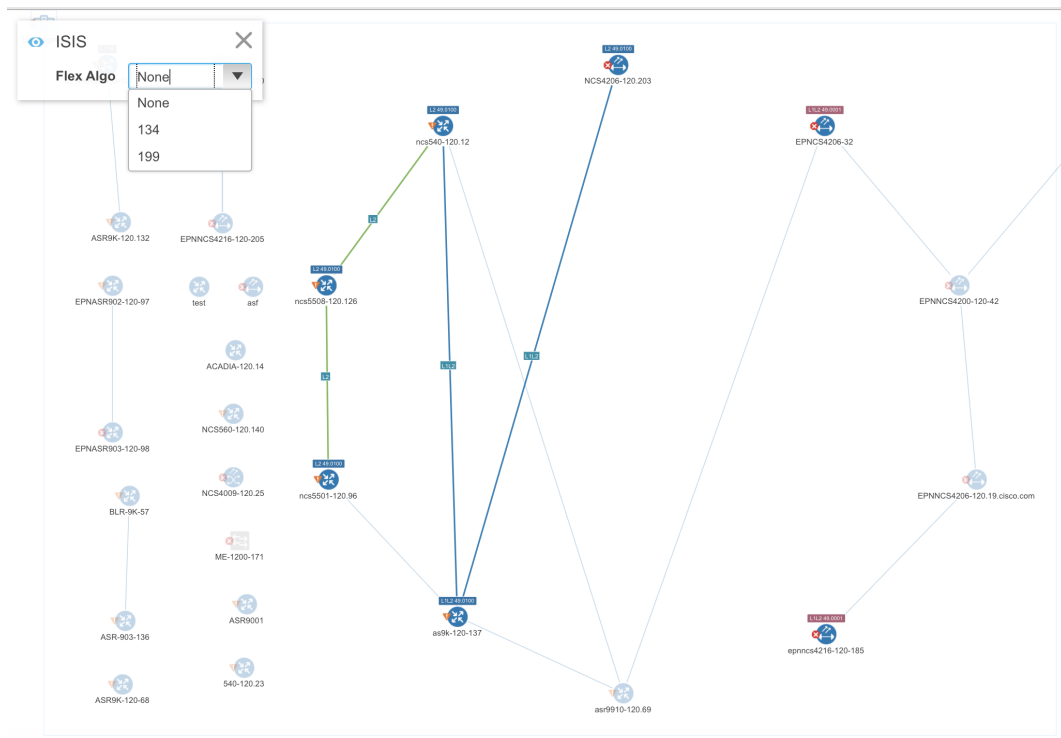 ISIS
Flex Algo
None
None
134
199
L2 49.0100
NCS4206-120.203
L2 49.0100
ncs540-120.12
L1L2 49.0001
EPNCS4206-32
L2
ASR9K-120.132
EPNNCS4216-120-205
L2 49.0100
ncs5508-120.126
EPNASR902-120-97
test
asf
EPNNCS4200-120-42
L1L2
L1L2
ACADIA-120.14
L2
NCS560-120.140
EPNASR903-120-98
L2 49.0100
ncs5501-120.96
NCS4009-120.25
BLR-9K-57
EPNNCS4206-120.19.cisco.com
ME-1200-171
L1L2 49.0100
as9k-120-137
ASR9001
ASR-903-136
L1L2 49.0001
epnncs4216-120-185
540-120.23
ASR9K-120-68
asr9910-120.69